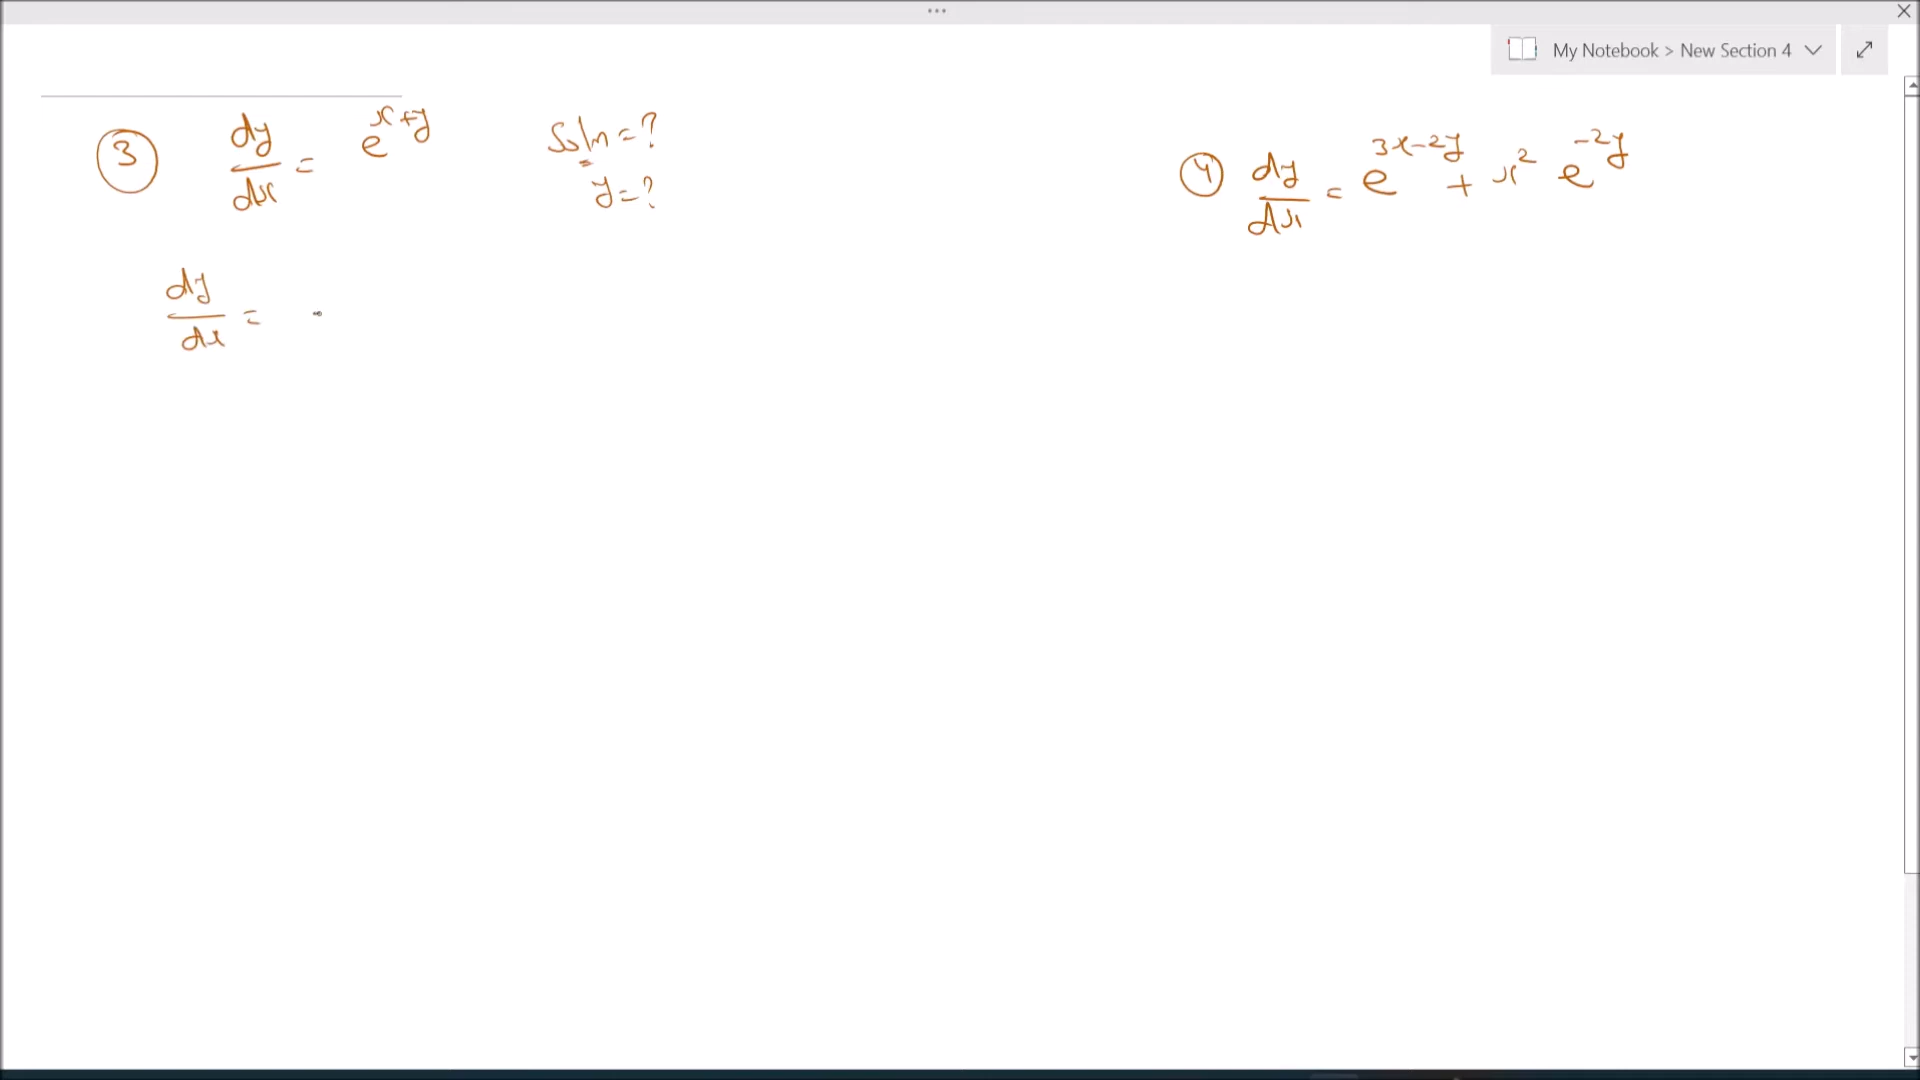 My Notebook > New Section 4
③ dy/dx = e^{x+y} Soln = ?
y = ?
④ dy/dx = e^{3x-2y} + x² e^{-2y}
dy/dx =